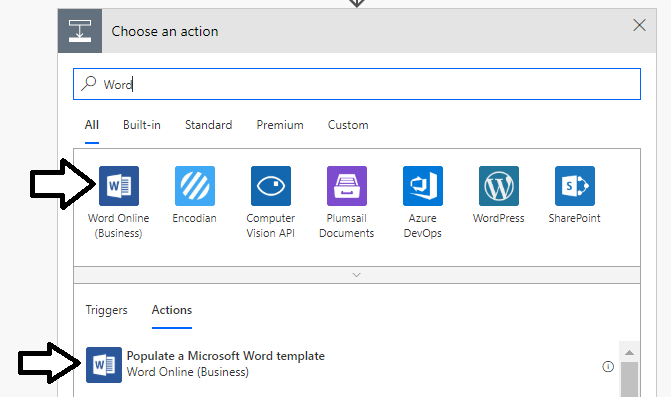 Choose an action
Word
All Built-in Standard Premium Custom
Word Online Encodian Computer Plumsail Azure WordPress SharePoint
(Business) Vision API Documents DevOps
Triggers Actions
Populate a Microsoft Word template
Word Online (Business)